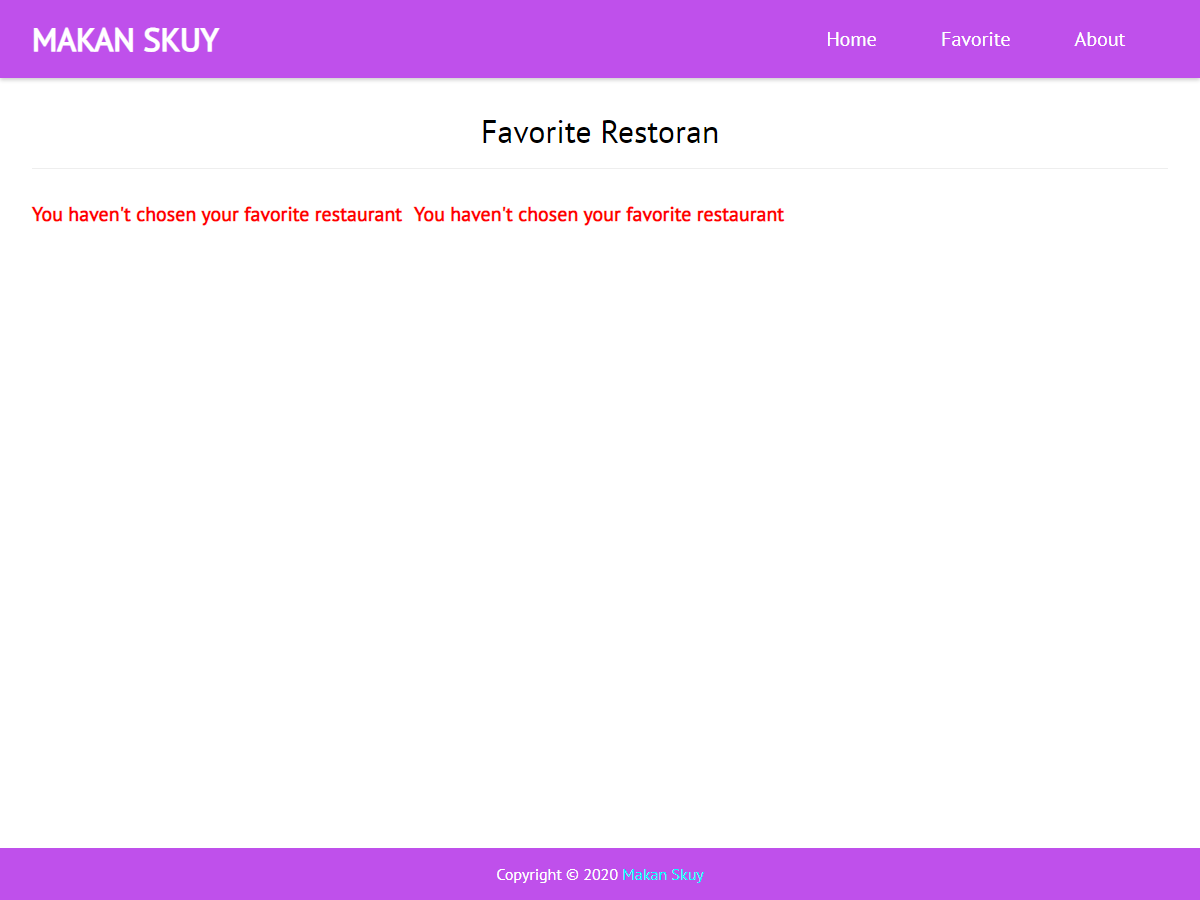 MAKAN SKUY Home Favorite About
Favorite Restoran
You haven't chosen your favorite restaurant You haven't chosen your favorite restaurant
Copyright © 2020 Makan Skuy